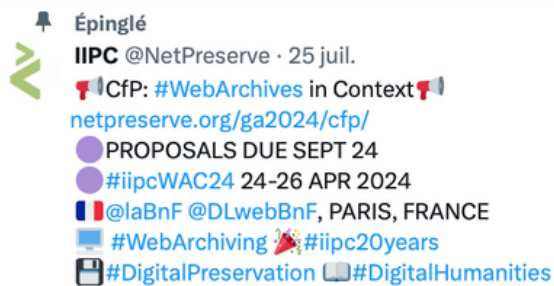 Épinglé
IIPC @NetPreserve · 25 juil.
📢CfP: #WebArchives in Context📢
netpreserve.org/ga2024/cfp/
🟣PROPOSALS DUE SEPT 24
🟣#iipcWAC24 24-26 APR 2024
🇫🇷@laBnF @DLwebBnF, PARIS, FRANCE
🖥️ #WebArchiving 🎉#iipc20years
💾#DigitalPreservation 📖#DigitalHumanities